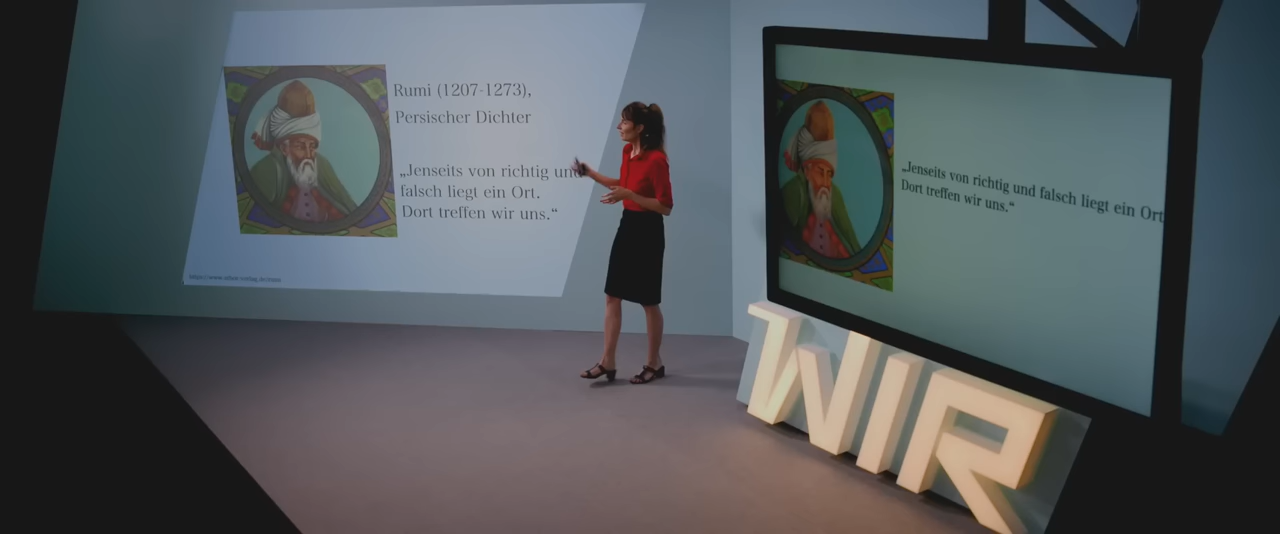 Rumi (1207-1273),
Persischer Dichter
„Jenseits von richtig und
falsch liegt ein Ort.
Dort treffen wir uns.“
„Jenseits von richtig und falsch liegt ein Ort
Dort treffen wir uns.“
WIR